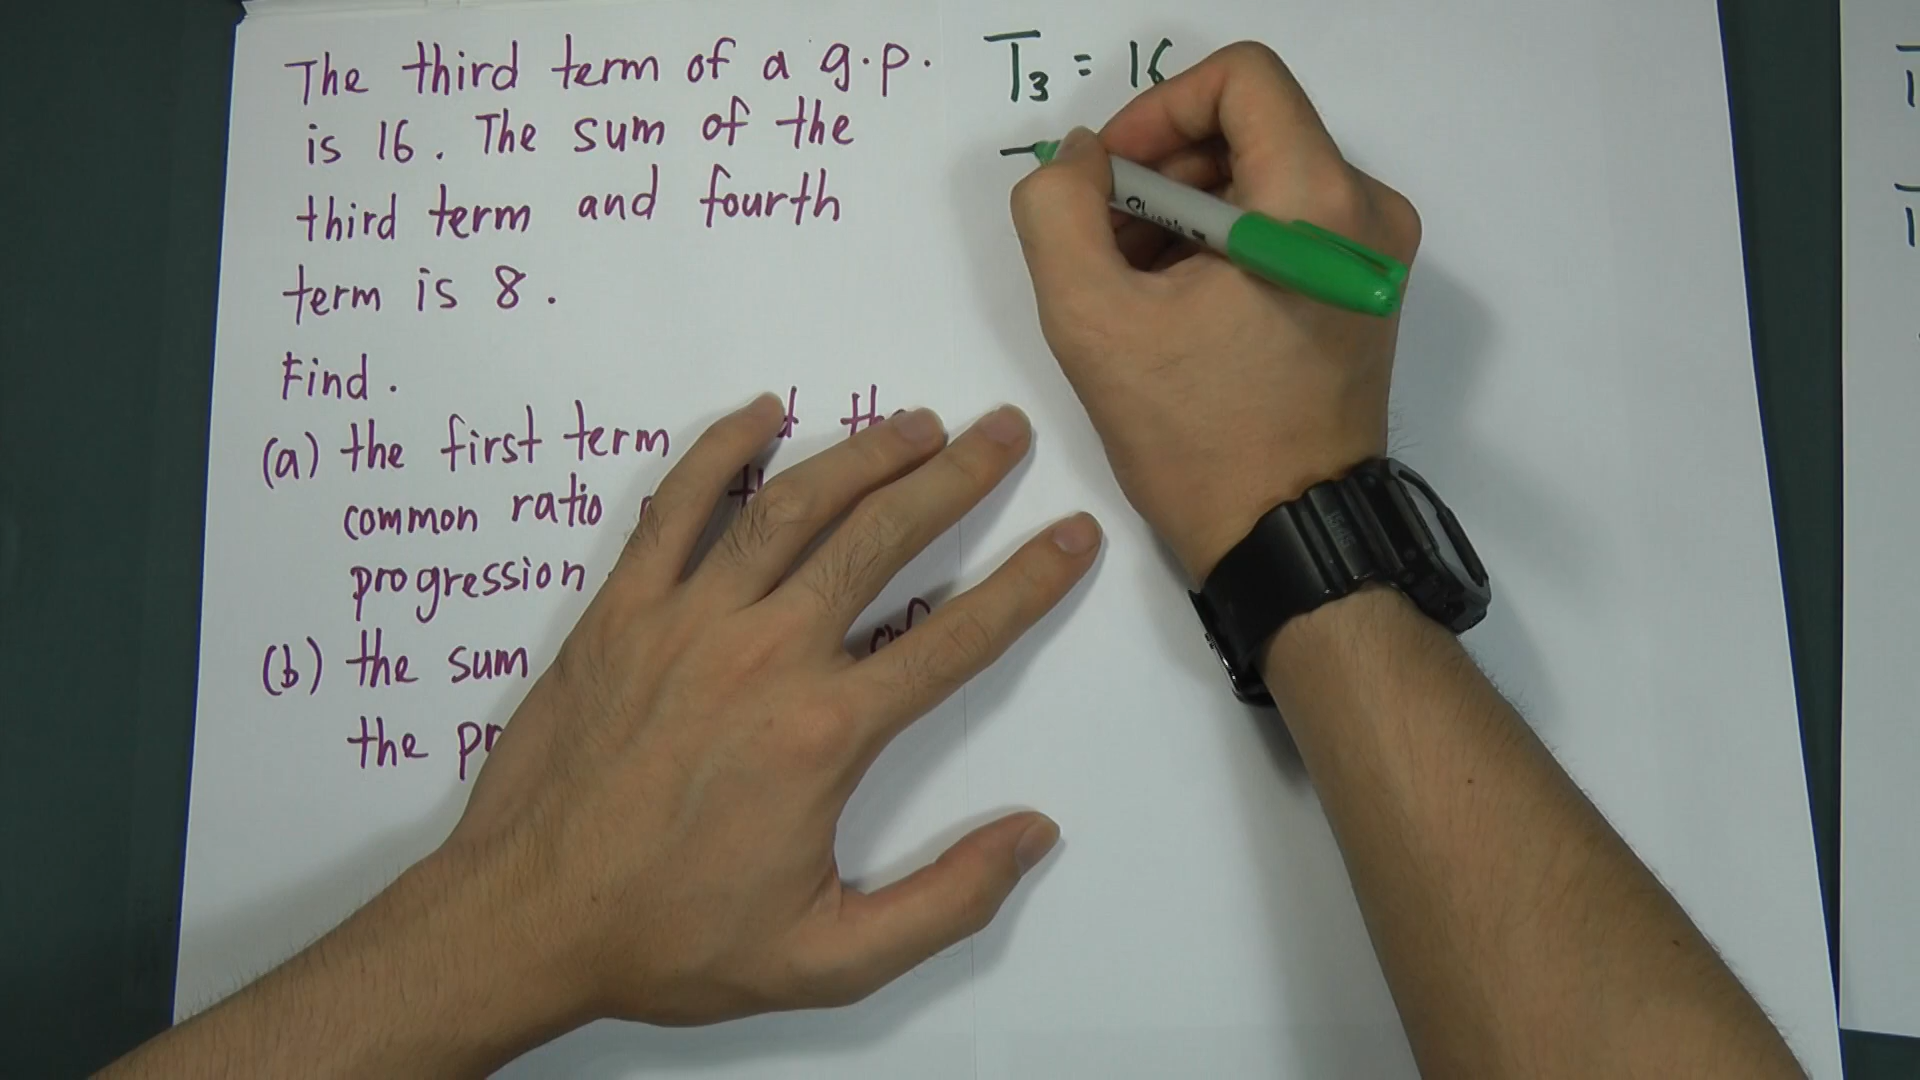 The third term of a g.p.
is 16. The sum of the
third term and fourth
term is 8.
Find.
(a) the first term
common ratio
progression
(b) the sum of
the
T3 = 16